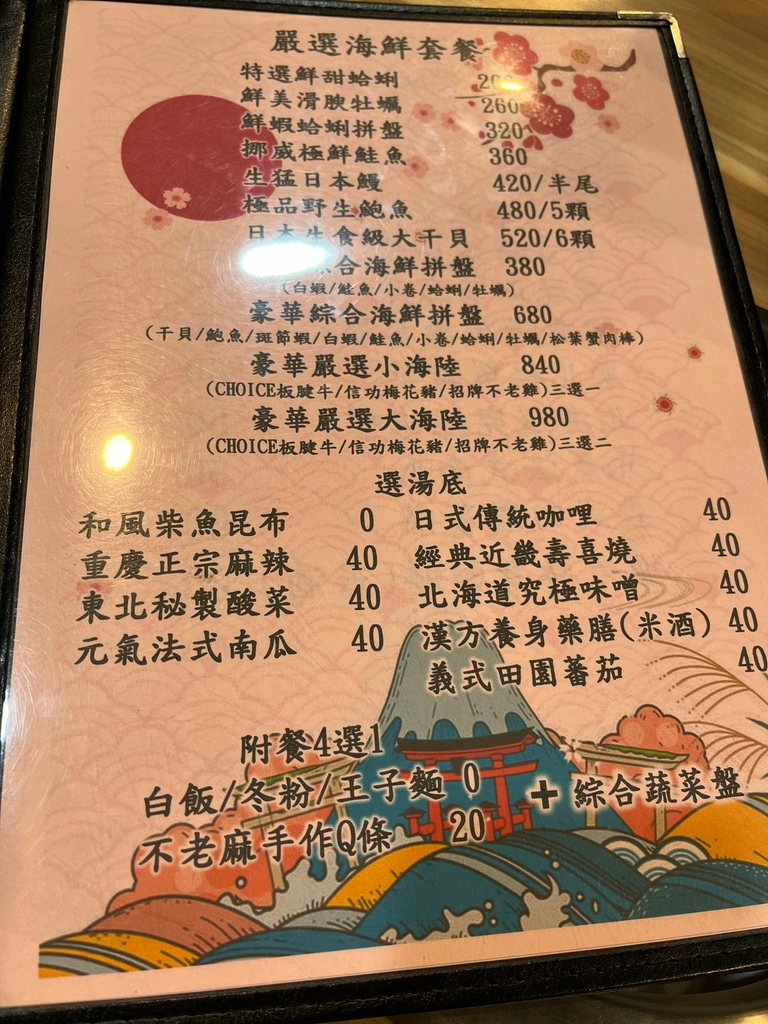 嚴選海鮮套餐
特選鮮甜蛤蜊
鮮美滑腴牡蠣 260
鮮蝦蛤蜊拼盤 320
挪威極鮮鮭魚 360
生猛日本鰻 420/半尾
極品野生鮑魚 480/5顆
日本生食級大干貝 520/6顆
綜合海鮮拼盤 380
(白蝦/鮭魚/小卷/蛤蜊/牡蠣)
豪華綜合海鮮拼盤 680
(干貝/鮑魚/斑節蝦/白蝦/鮭魚/小卷/蛤蜊/牡蠣/松葉蟹肉棒)
豪華嚴選小海陸 840
(CHOICE板腱牛/信功梅花豬/招牌不老雞)三選一
豪華嚴選大海陸 980
(CHOICE板腱牛/信功梅花豬/招牌不老雞)三選二
選湯底
和風柴魚昆布 0 日式傳統咖哩 40
重慶正宗麻辣 40 經典近畿壽喜燒 40
東北秘製酸菜 40 北海道究極味噌 40
元氣法式南瓜 40 漢方養身藥膳(米酒) 40
義式田園蕃茄 40
附餐4選1
白飯/冬粉/王子麵 0 + 綜合蔬菜盤
不老麻手作Q條 20